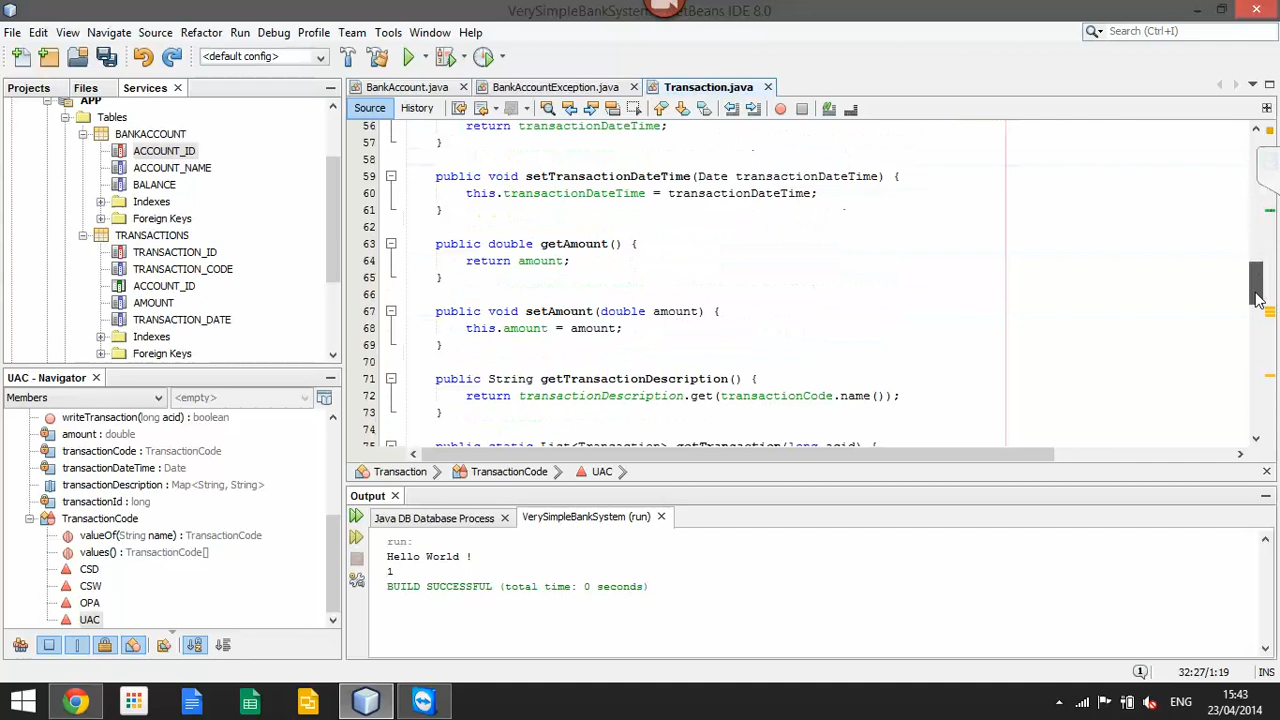 VerySimpleBankSystem
etBeans IDE 8.0
File Edit View Navigate Source Refactor Run Debug Profile Team Tools Window Help
Search (Ctrl+I)
<default config>
Projects Files Services
BankAccount.java BankAccountException.java Transaction.java
Source History
APP
Tables
BANKACCOUNT
ACCOUNT_ID
ACCOUNT_NAME
BALANCE
Indexes
Foreign Keys
TRANSACTIONS
TRANSACTION_ID
TRANSACTION_CODE
ACCOUNT_ID
AMOUNT
TRANSACTION_DATE
Indexes
Foreign Keys
56 return transactionDateTime;
57 }
58
59 public void setTransactionDateTime(Date transactionDateTime) {
60 this.transactionDateTime = transactionDateTime;
61 }
62
63 public double getAmount() {
64 return amount;
65 }
66
67 public void setAmount(double amount) {
68 this.amount = amount;
69 }
70
71 public String getTransactionDescription() {
72 return transactionDescription.get(transactionCode.name());
73 }
74
75 public static List<Transaction> getTransaction(long acid) {
Transaction TransactionCode UAC
UAC - Navigator
Members <empty>
writeTransaction(long acid) : boolean
amount : double
transactionCode : TransactionCode
transactionDateTime : Date
transactionDescription : Map<String, String>
transactionId : long
TransactionCode
valueOf(String name) : TransactionCode
values() : TransactionCode[]
CSD
CSW
OPA
UAC
Output
Java DB Database Process VerySimpleBankSystem (run)
run:
Hello World !
1
BUILD SUCCESSFUL (total time: 0 seconds)
1 32:27/1:19 INS
ENG
15:43
23/04/2014